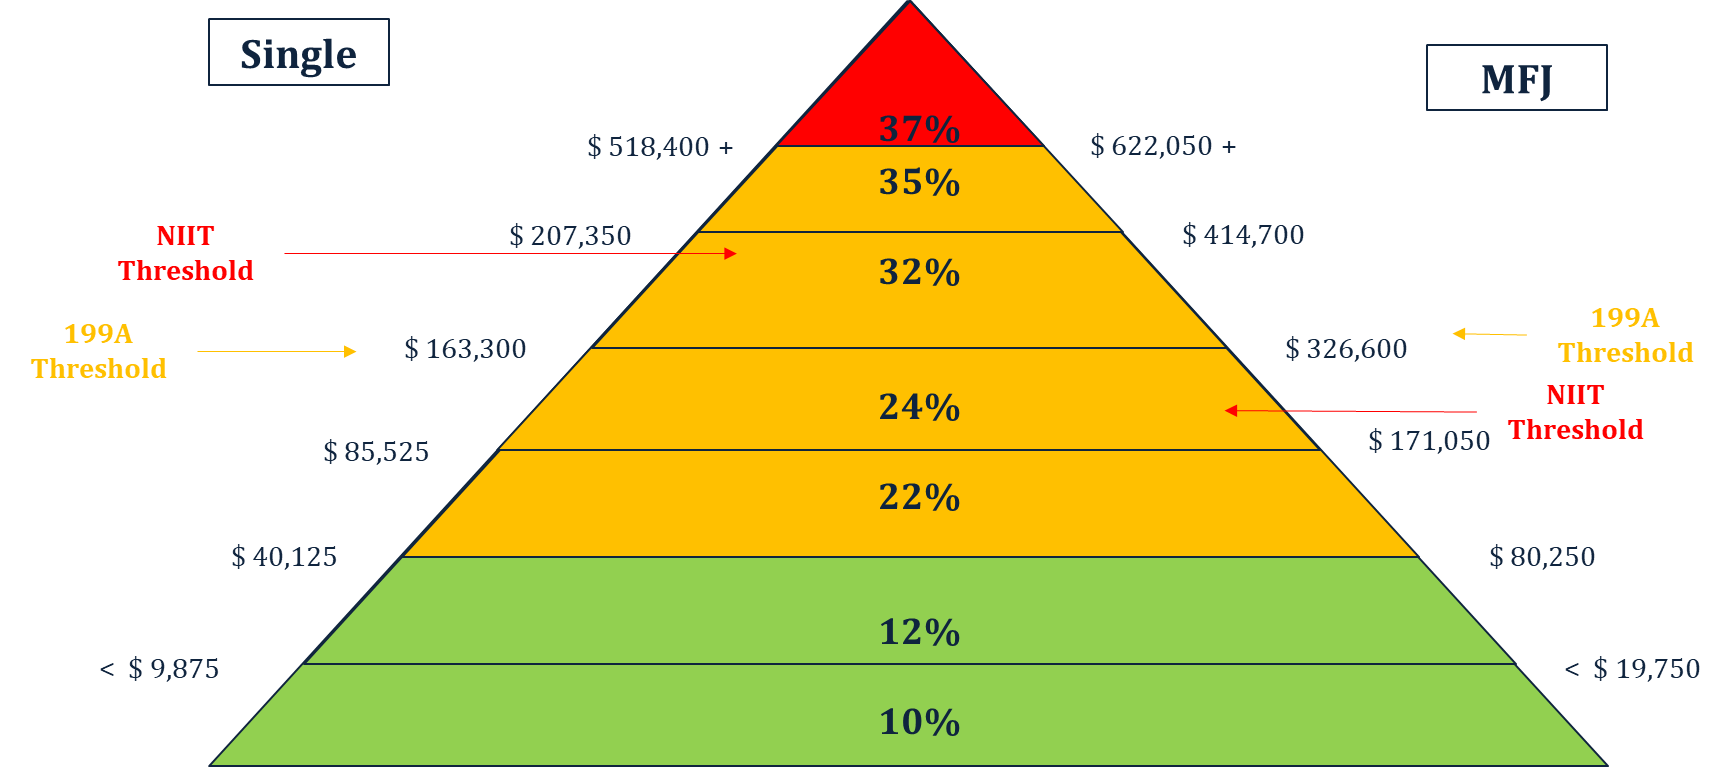 Single
MFJ
37%
$ 518,400 +
$ 622,050 +
35%
NIIT
Threshold
$ 207,350
$ 414,700
32%
199A
Threshold
$ 163,300
$ 326,600
199A
Threshold
24%
NIIT
Threshold
$ 85,525
$ 171,050
22%
$ 40,125
$ 80,250
12%
< $ 9,875
< $ 19,750
10%